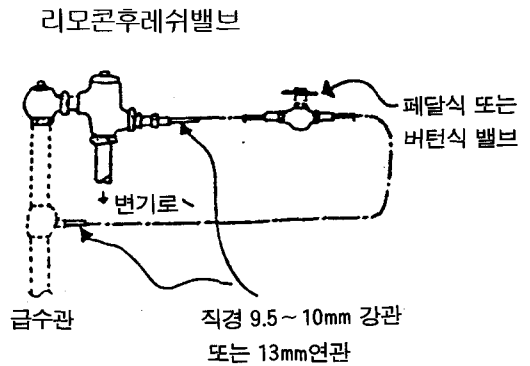 리모콘후레쉬밸브
페달식 또는
버턴식 밸브
변기로
급수관
직경 9.5~10mm 강관
또는 13mm연관